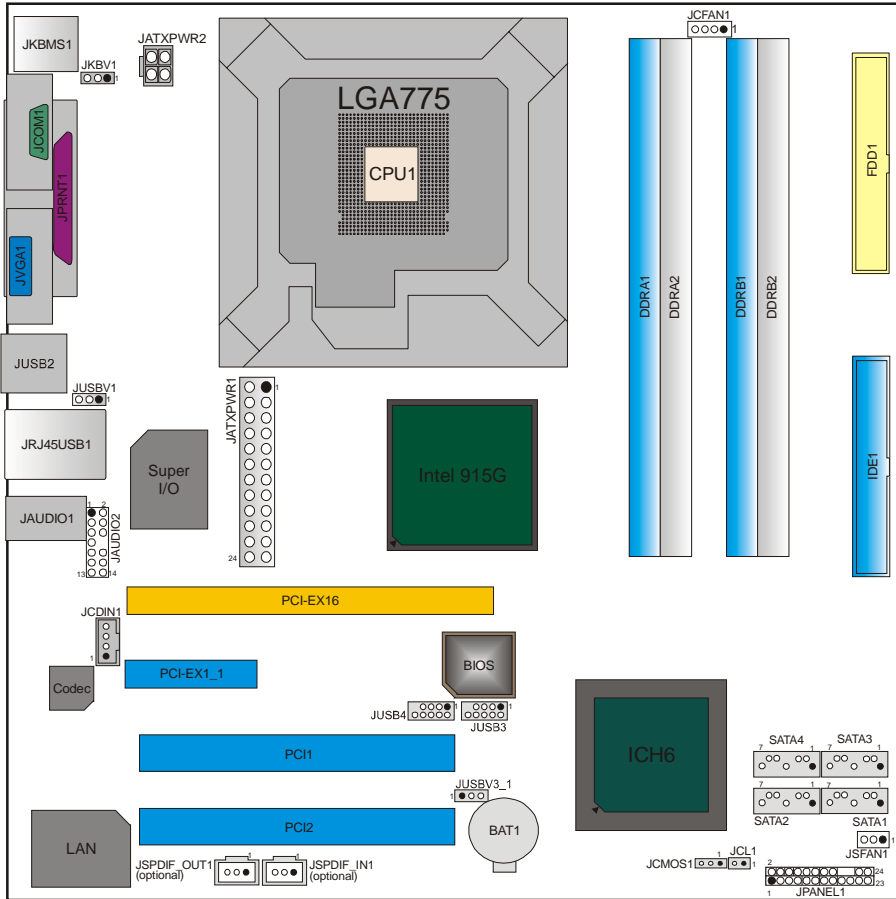 JCFAN1
1
JKBMS1
JATXPWR2
JKBV1
1
LGA775
CPU1
JCOM1
JPRNT1
JVGA1
FDD1
DDRA1
DDRA2
DDRB1
DDRB2
JUSB2
JUSBV1
1
JATXPWR1
1
24
JRJ45USB1
Super
I/O
Intel 915G
IDE1
JAUDIO1
1 2
JAUDIO2
13 14
PCI-EX16
JCDIN1
1
PCI-EX1_1
BIOS
Codec
JUSB4
1
JUSB3
1
ICH6
PCI1
SATA4
7 1
SATA3
7 1
JUSBV3_1
1
7 1
SATA2
7 1
SATA1
PCI2
BAT1
LAN
JSPDIF_OUT1
(optional)
1
JSPDIF_IN1
(optional)
1
JCMOS1
1
JCL1
1
JSFAN1
1
2 24
1 23
JPANEL1